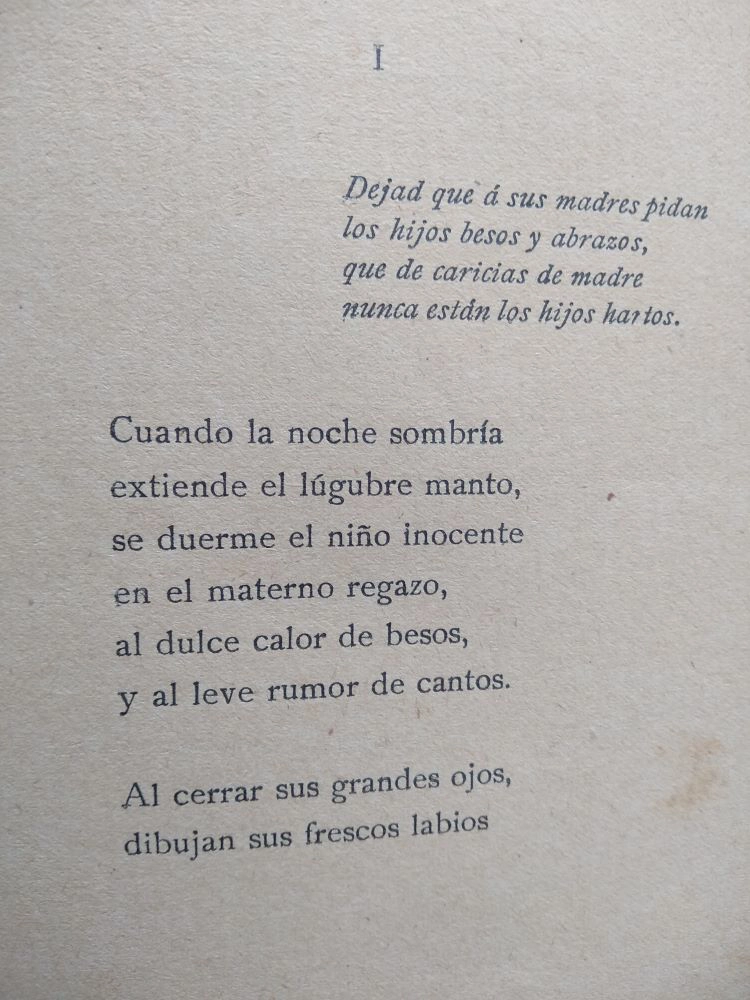 I
Dejad que á sus madres pidan
los hijos besos y abrazos,
que de caricias de madre
nunca están los hijos hartos.
Cuando la noche sombría
extiende el lúgubre manto,
se duerme el niño inocente
en el materno regazo,
al dulce calor de besos,
y al leve rumor de cantos.
Al cerrar sus grandes ojos,
dibujan sus frescos labios